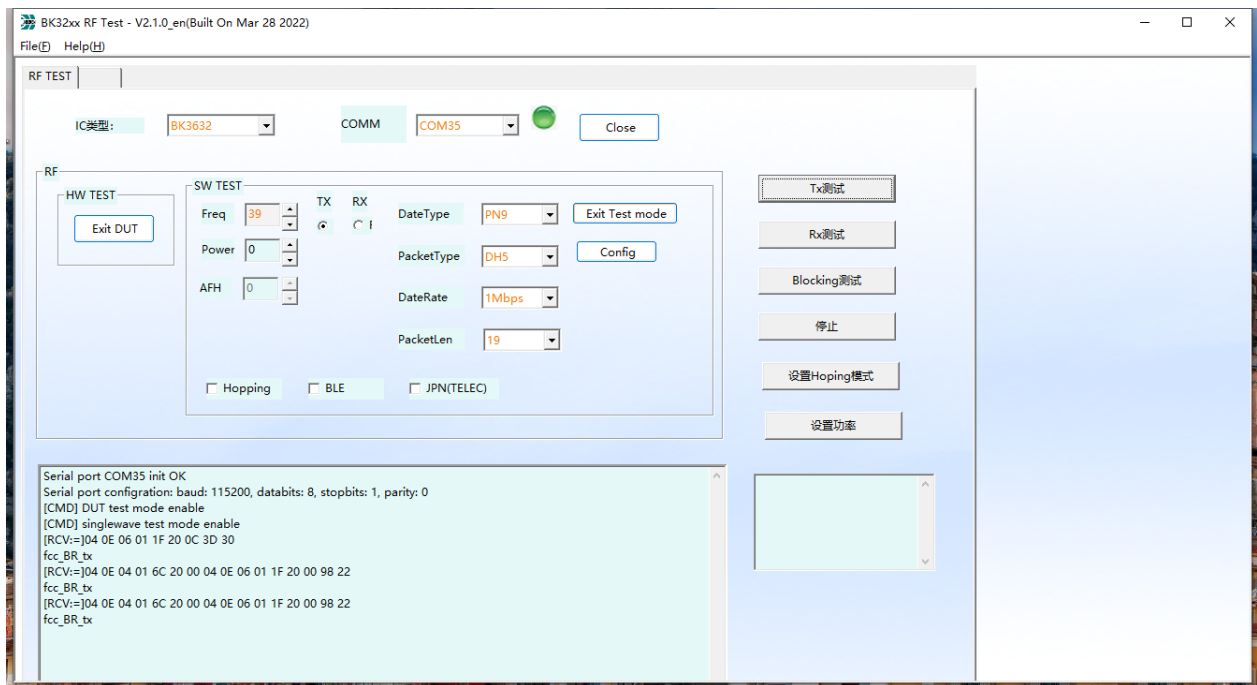 BK32xx RF Test - V2.1.0_en(Built On Mar 28 2022)
File(F) Help(H)
RF TEST
IC类型: BK3632 COMM COM35 Close
RF
HW TEST
Exit DUT
SW TEST
Freq 39 TX RX DateType PN9 Exit Test mode
Power 0 PacketType DH5 Config
AFH 0 DateRate 1Mbps
PacketLen 19
Hopping BLE JPN(TELEC)
Tx测试
Rx测试
Blocking测试
停止
设置Hoping模式
设置功率
Serial port COM35 init OK
Serial port configration: baud: 115200, databits: 8, stopbits: 1, parity: 0
[CMD] DUT test mode enable
[CMD] singlewave test mode enable
[RCV:=]04 0E 06 01 1F 20 0C 3D 30
fcc_BR_tx
[RCV:=]04 0E 04 01 6C 20 00 04 0E 06 01 1F 20 00 98 22
fcc_BR_tx
[RCV:=]04 0E 04 01 6C 20 00 04 0E 06 01 1F 20 00 98 22
fcc_BR_tx